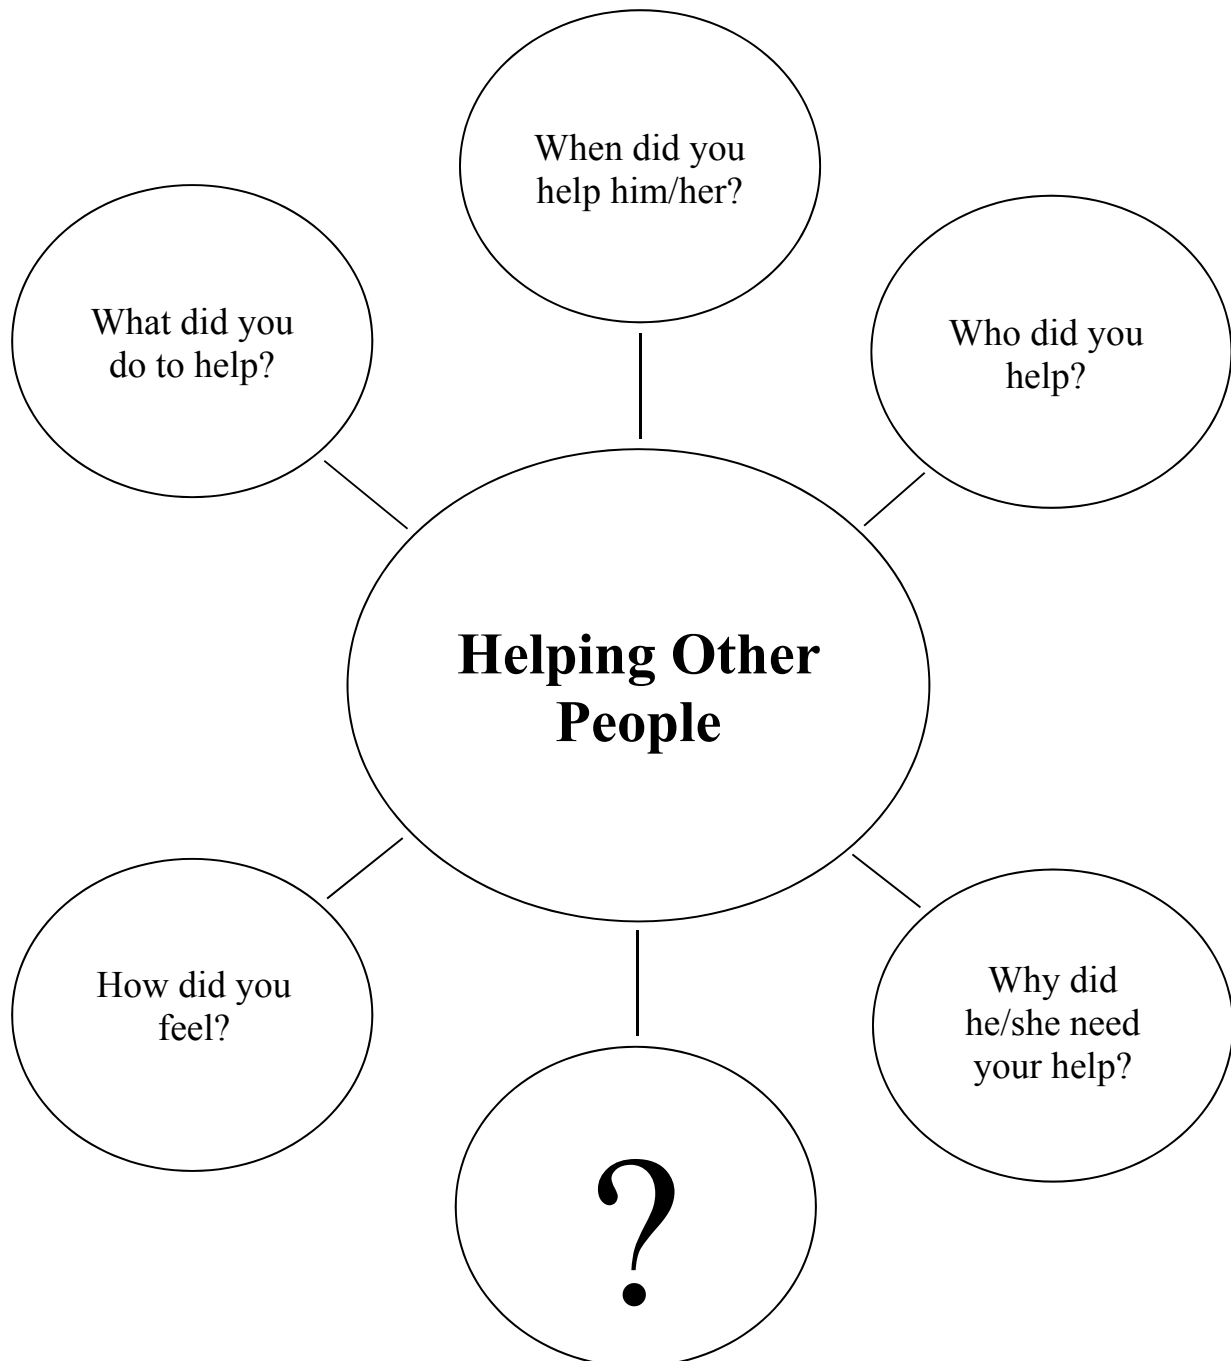 When did you
help him/her?
What did you
do to help?
Who did you
help?
Helping Other
People
How did you
feel?
Why did
he/she need
your help?
?